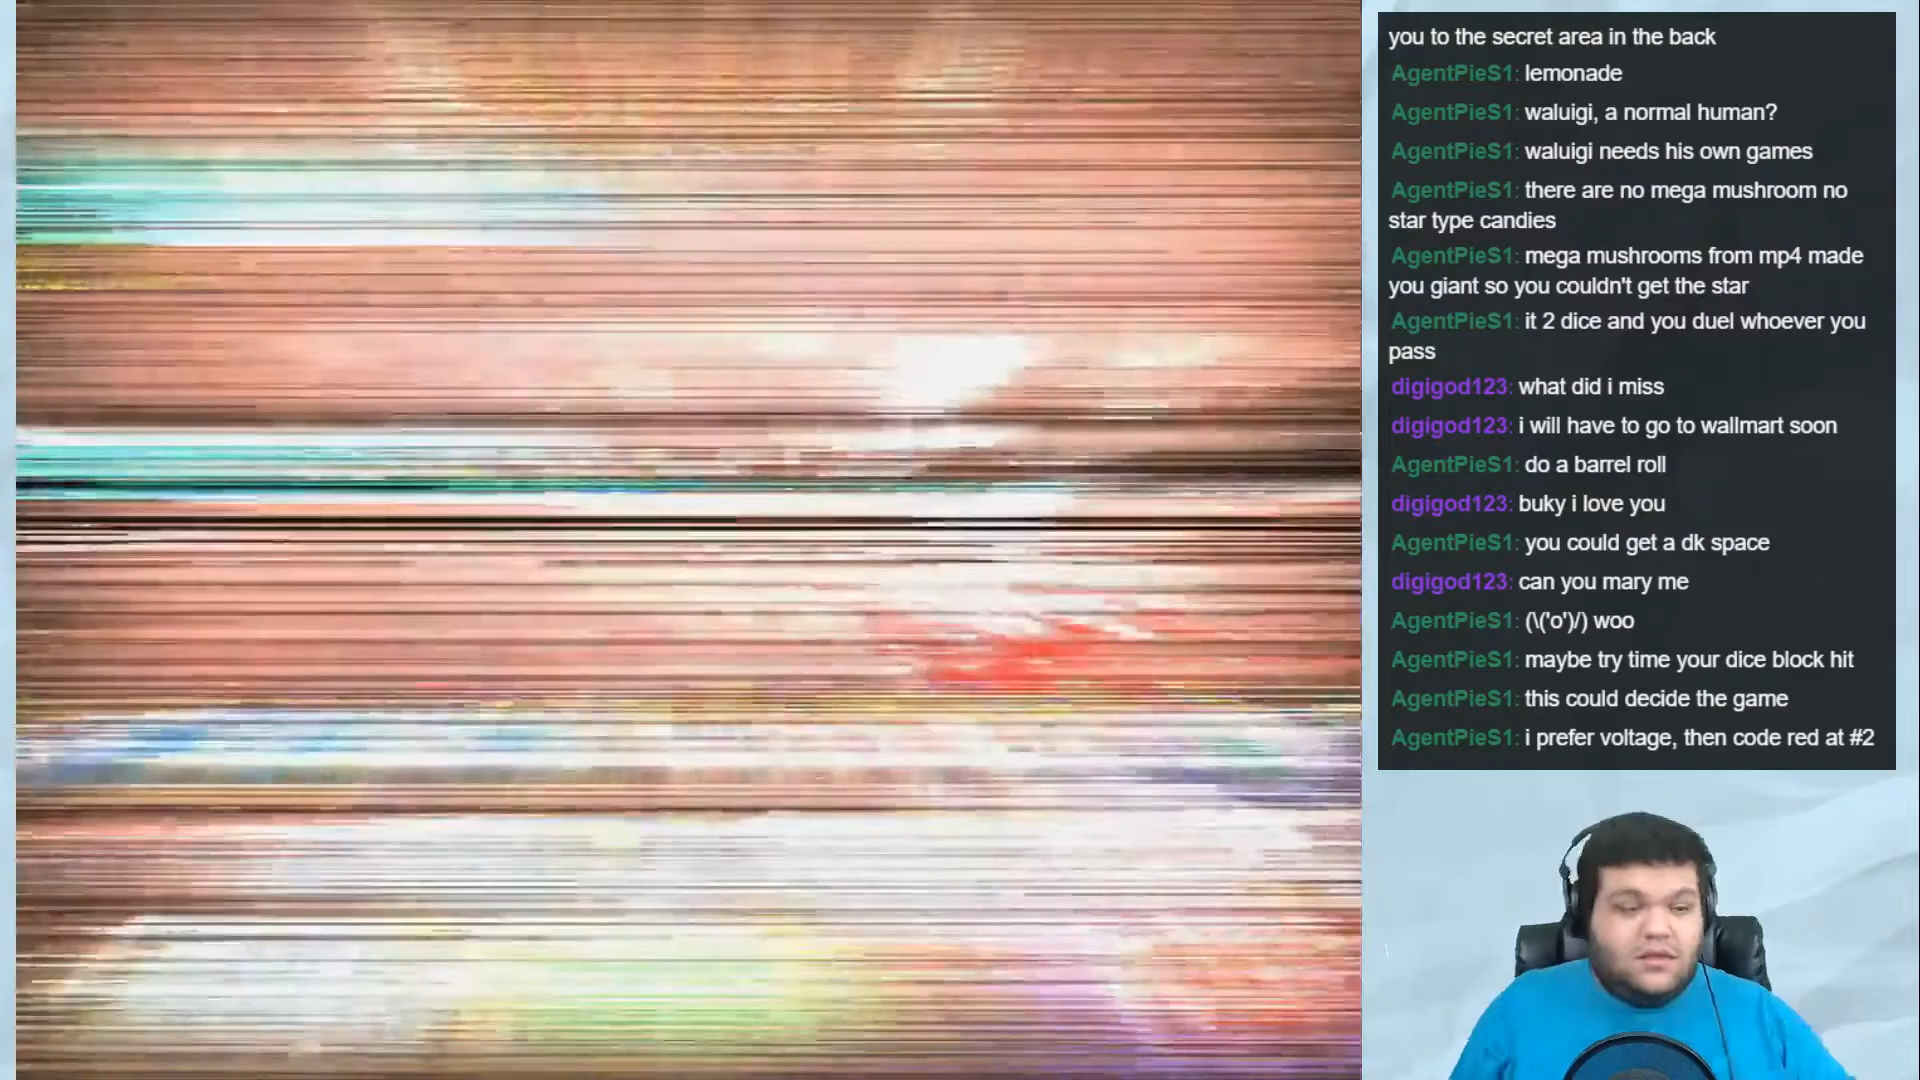 you to the secret area in the back
AgentPieS1: lemonade
AgentPieS1: waluigi, a normal human?
AgentPieS1: waluigi needs his own games
AgentPieS1: there are no mega mushroom no
star type candies
AgentPieS1: mega mushrooms from mp4 made
you giant so you couldn't get the star
AgentPieS1: it 2 dice and you duel whoever you
pass
digigod123: what did i miss
digigod123: i will have to go to wallmart soon
AgentPieS1: do a barrel roll
digigod123: buky i love you
AgentPieS1: you could get a dk space
digigod123: can you mary me
AgentPieS1: (\('o')/) woo
AgentPieS1: maybe try time your dice block hit
AgentPieS1: this could decide the game
AgentPieS1: i prefer voltage, then code red at #2